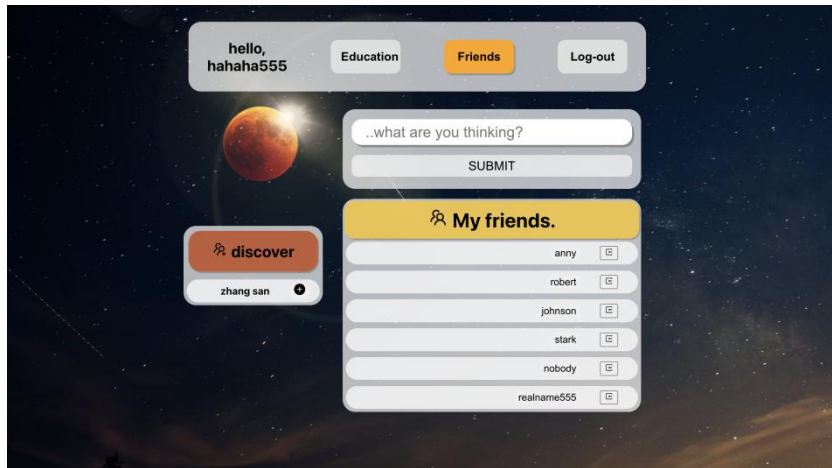 hello,
hahaha555
Education
Friends
Log-out
..what are you thinking?
SUBMIT
discover
zhang san
My friends.
anny
robert
johnson
stark
nobody
realname555